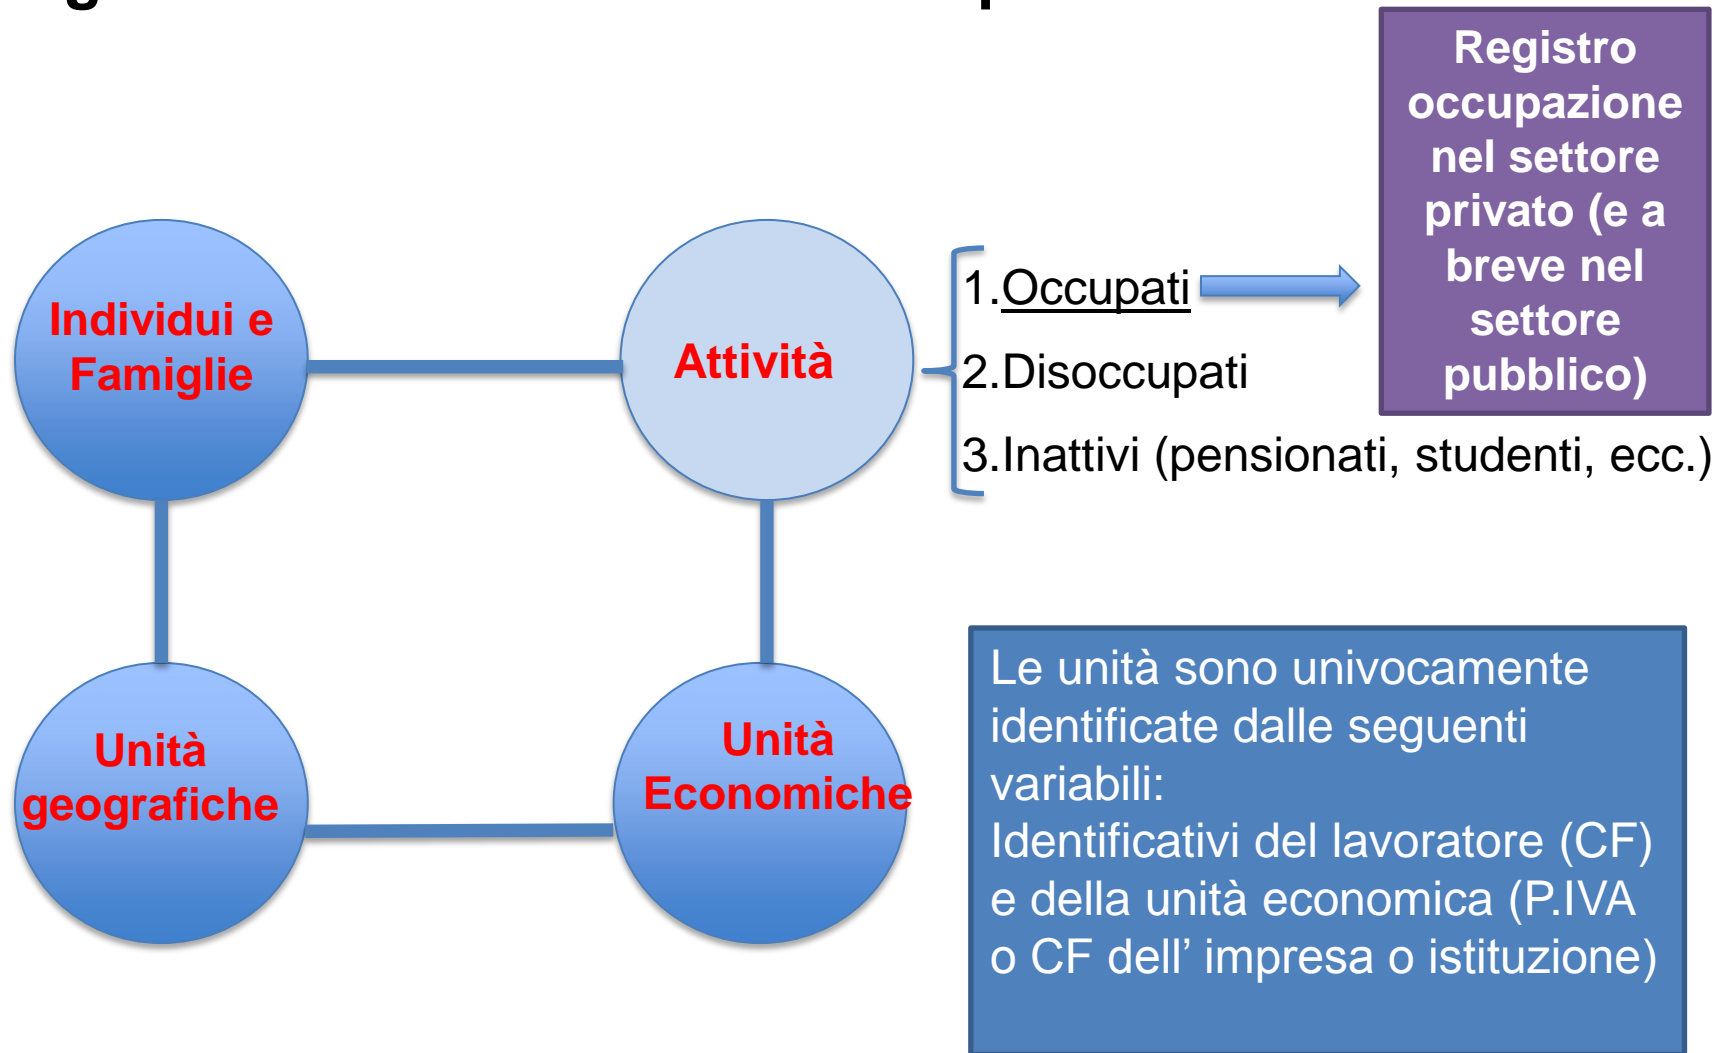 Registro
occupazione
nel settore
privato (e a
breve nel
settore
pubblico)
Individui e
Famiglie
Attività
1.Occupati
2.Disoccupati
3.Inattivi (pensionati, studenti, ecc.)
Unità
geografiche
Unità
Economiche
Le unità sono univocamente
identificate dalle seguenti
variabili:
Identificativi del lavoratore (CF)
e della unità economica (P.IVA
o CF dell’ impresa o istituzione)